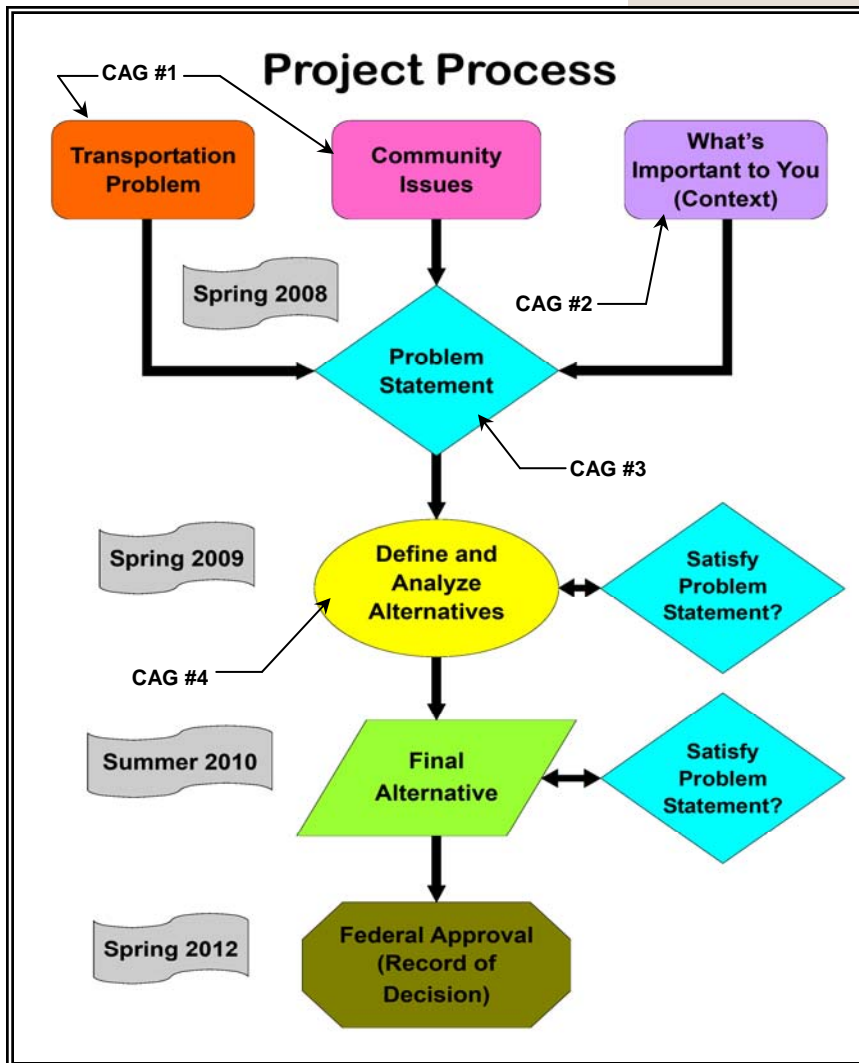 Project Process
CAG #1
Transportation
Problem
Community
Issues
What's
Important to You
(Context)
Spring 2008
CAG #2
Problem
Statement
CAG #3
Spring 2009
Define and
Analyze
Alternatives
Satisfy
Problem
Statement?
CAG #4
Summer 2010
Final
Alternative
Satisfy
Problem
Statement?
Spring 2012
Federal Approval
(Record of
Decision)